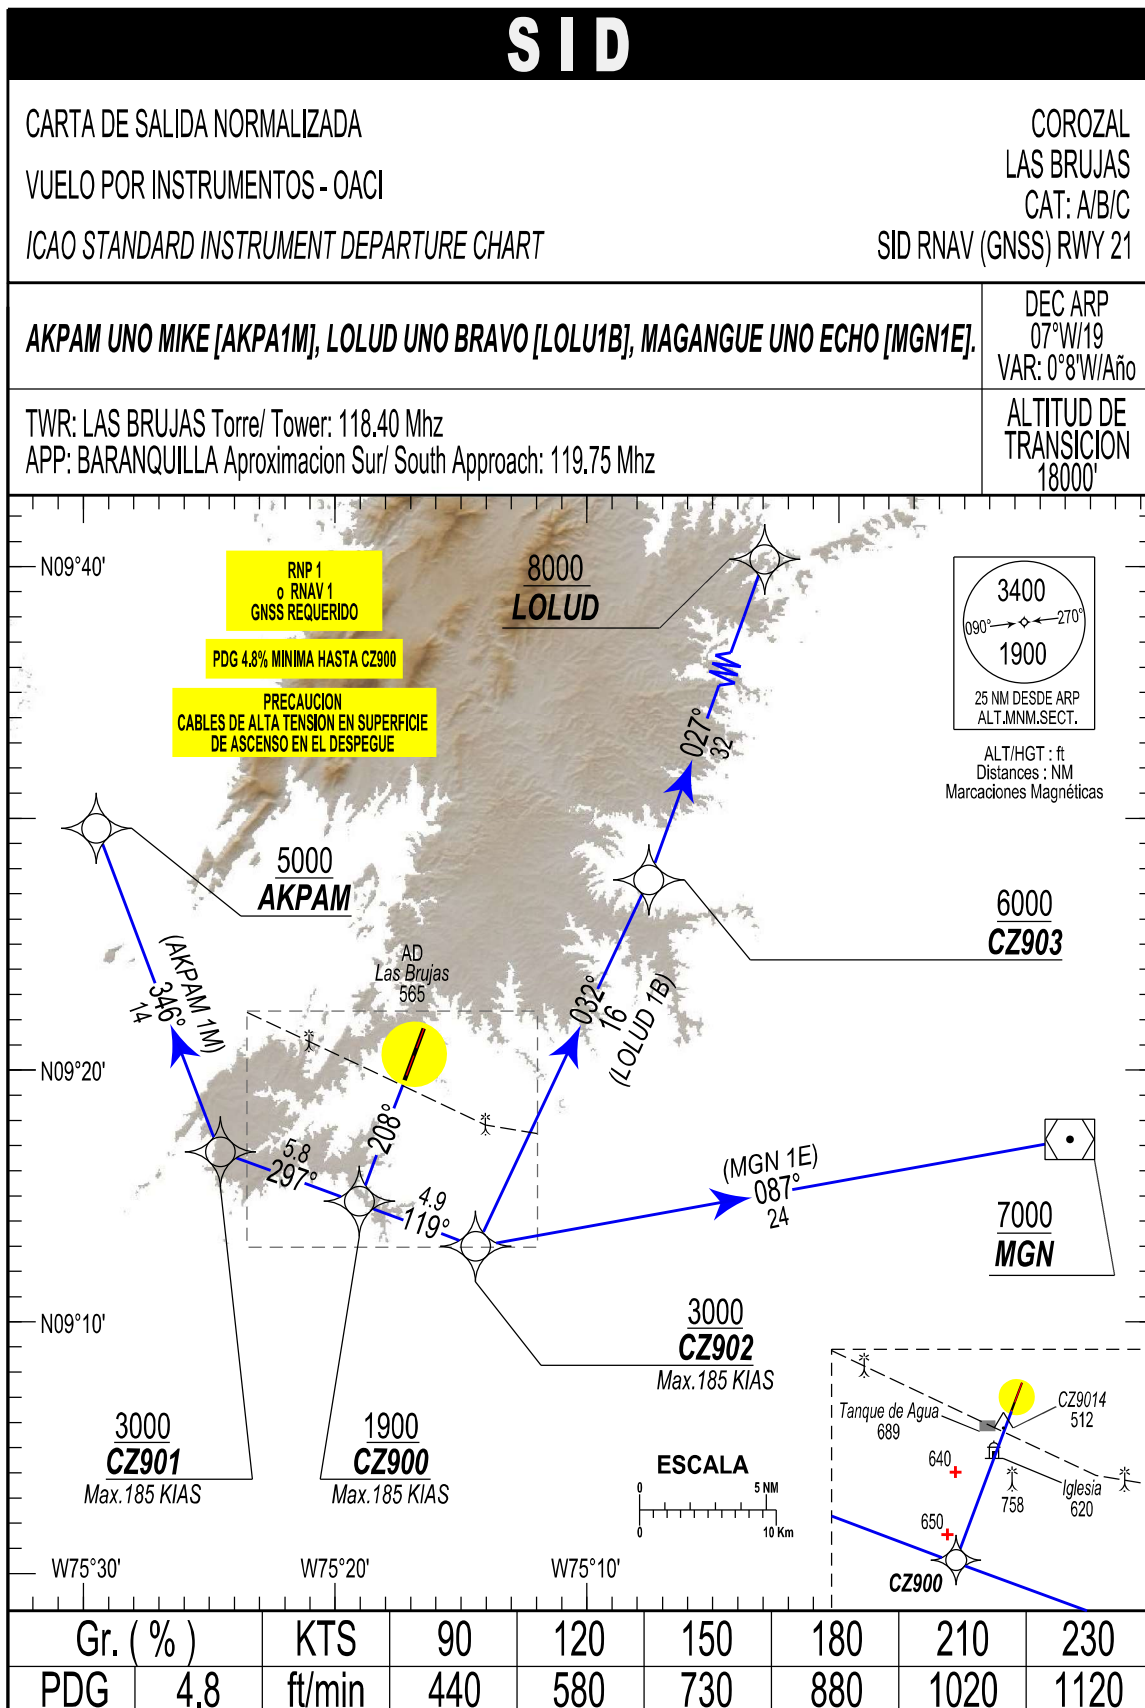 SID
CARTA DE SALIDA NORMALIZADA
VUELO POR INSTRUMENTOS - OACI
ICAO STANDARD INSTRUMENT DEPARTURE CHART
COROZAL
LAS BRUJAS
CAT: A/B/C
SID RNAV (GNSS) RWY 21
AKPAM UNO MIKE [AKPA1M], LOLUD UNO BRAVO [LOLU1B], MAGANGUE UNO ECHO [MGN1E].
DEC ARP
07°W/19
VAR: 0°8'W/Año
TWR: LAS BRUJAS Torre/ Tower: 118.40 Mhz
APP: BARANQUILLA Aproximacion Sur/ South Approach: 119.75 Mhz
ALTITUD DE
TRANSICION
18000'
N09°40'
RNP 1
o RNAV 1
GNSS REQUERIDO
PDG 4.8% MINIMA HASTA CZ900
PRECAUCION
CABLES DE ALTA TENSION EN SUPERFICIE
DE ASCENSO EN EL DESPEGUE
8000
LOLUD
3400
090°
270°
1900
25 NM DESDE ARP
ALT.MNM.SECT.
ALT/HGT : ft
Distances : NM
Marcaciones Magnéticas
027°
32
5000
AKPAM
6000
CZ903
(AKPAM 1M)
346°
14
AD
Las Brujas
565
032°
16
(LOLUD 1B)
N09°20'
208°
5.8
297°
4.9
119°
(MGN 1E)
087°
24
7000
MGN
N09°10'
3000
CZ902
Max.185 KIAS
3000
CZ901
Max.185 KIAS
1900
CZ900
Max.185 KIAS
ESCALA
0 5 NM
0 10 Km
Tanque de Agua
689
CZ9014
512
640
758
Iglesia
620
650
CZ900
W75°30'
W75°20'
W75°10'
Gr. ( % ) KTS 90 120 150 180 210 230
PDG 4.8 ft/min 440 580 730 880 1020 1120